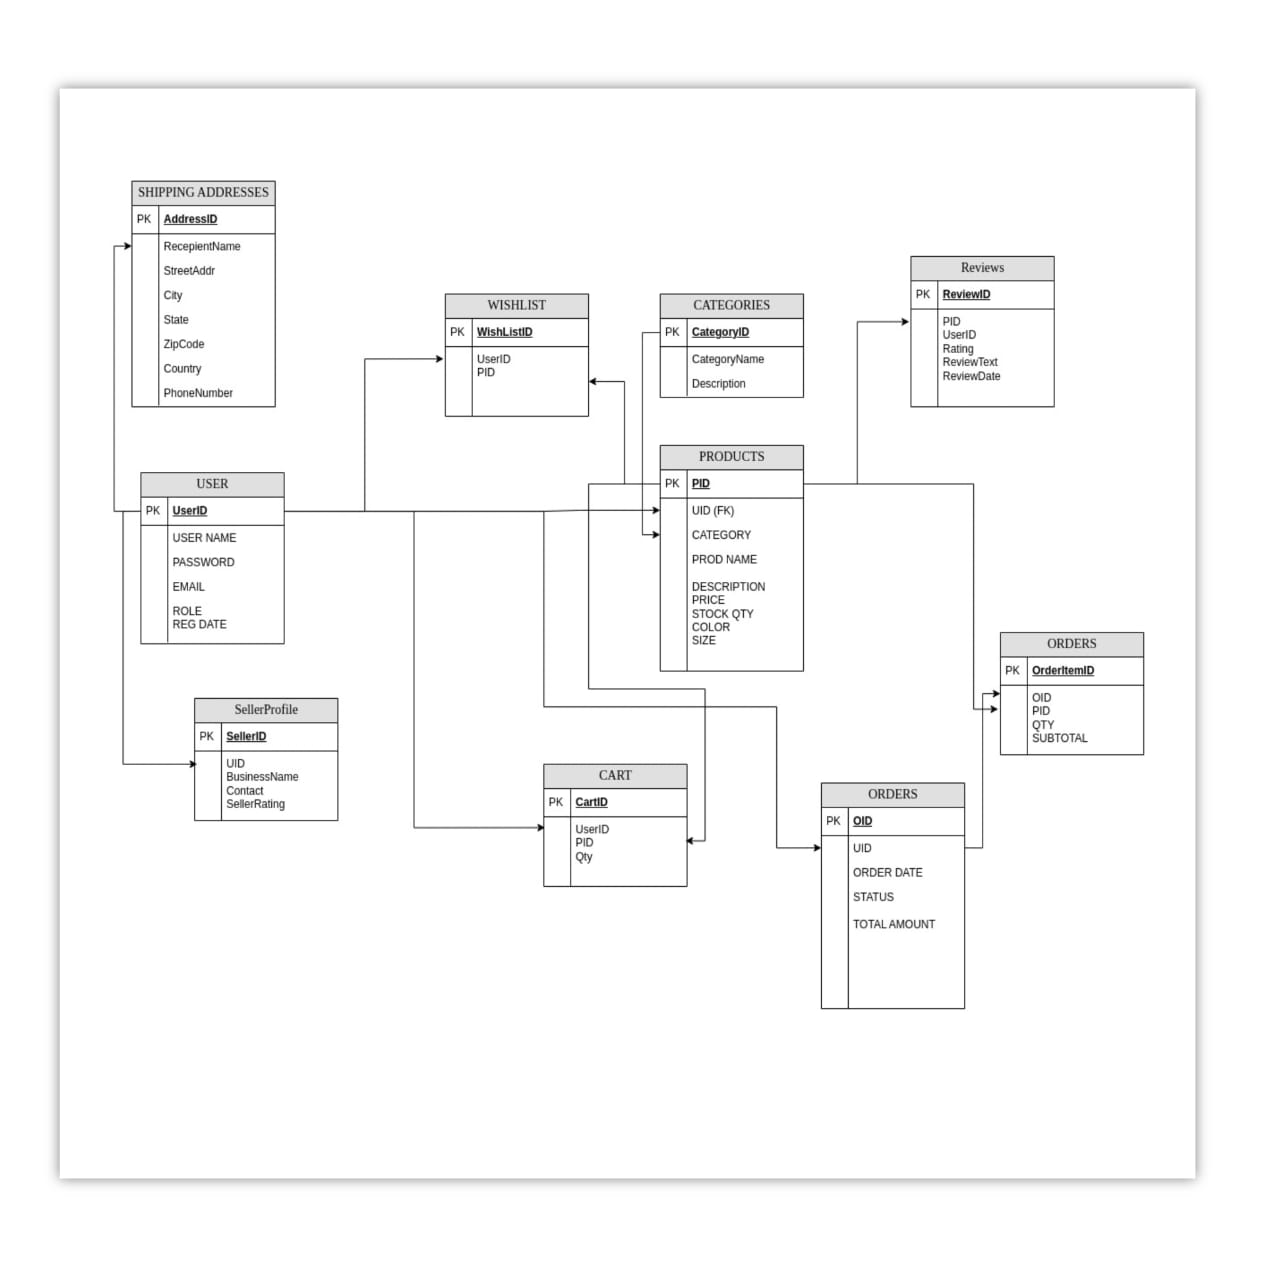 SHIPPING ADDRESSES
PK AddressID
RecepientName
StreetAddr
City
State
ZipCode
Country
PhoneNumber
WISHLIST
PK WishListID
UserID
PID
CATEGORIES
PK CategoryID
CategoryName
Description
Reviews
PK ReviewID
PID
UserID
Rating
ReviewText
ReviewDate
USER
PK UserID
USER NAME
PASSWORD
EMAIL
ROLE
REG DATE
PRODUCTS
PK PID
UID (FK)
CATEGORY
PROD NAME
DESCRIPTION
PRICE
STOCK QTY
COLOR
SIZE
ORDERS
PK OrderItemID
OID
PID
QTY
SUBTOTAL
SellerProfile
PK SellerID
UID
BusinessName
Contact
SellerRating
CART
PK CartID
UserID
PID
Qty
ORDERS
PK OID
UID
ORDER DATE
STATUS
TOTAL AMOUNT